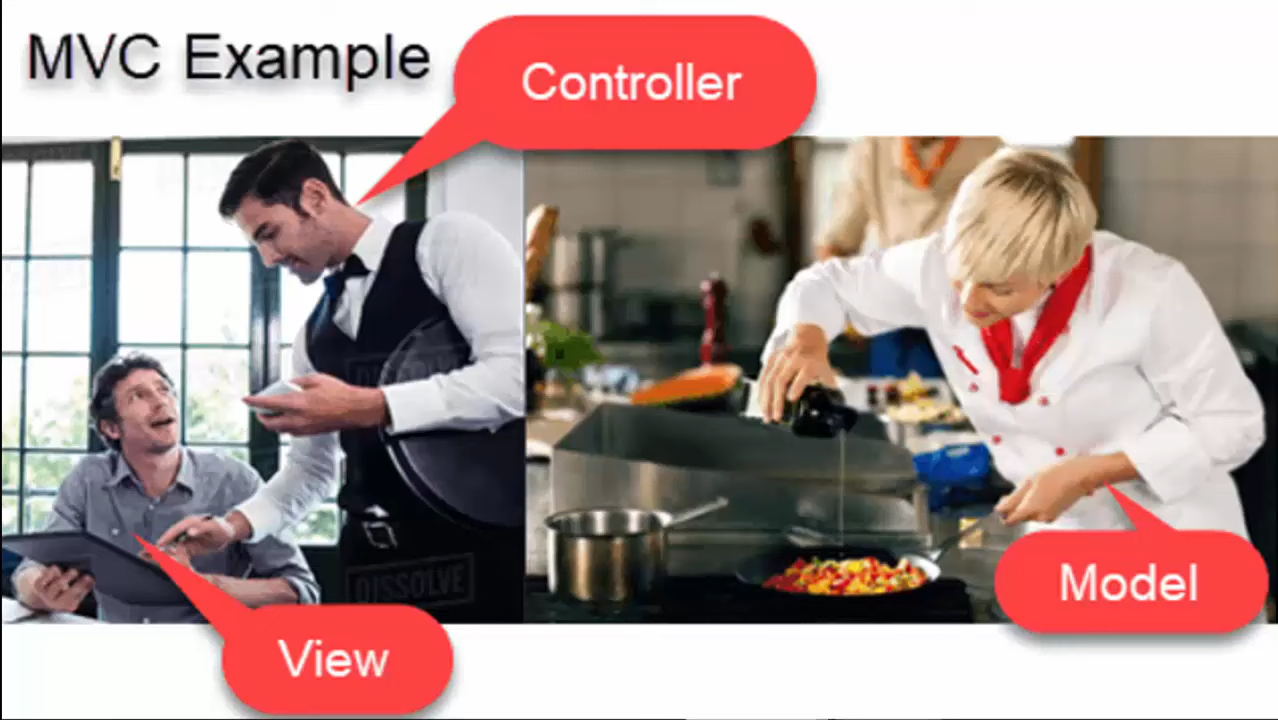 MVC Example
Controller
DISSOLVE
DISSOLVE
View
Model